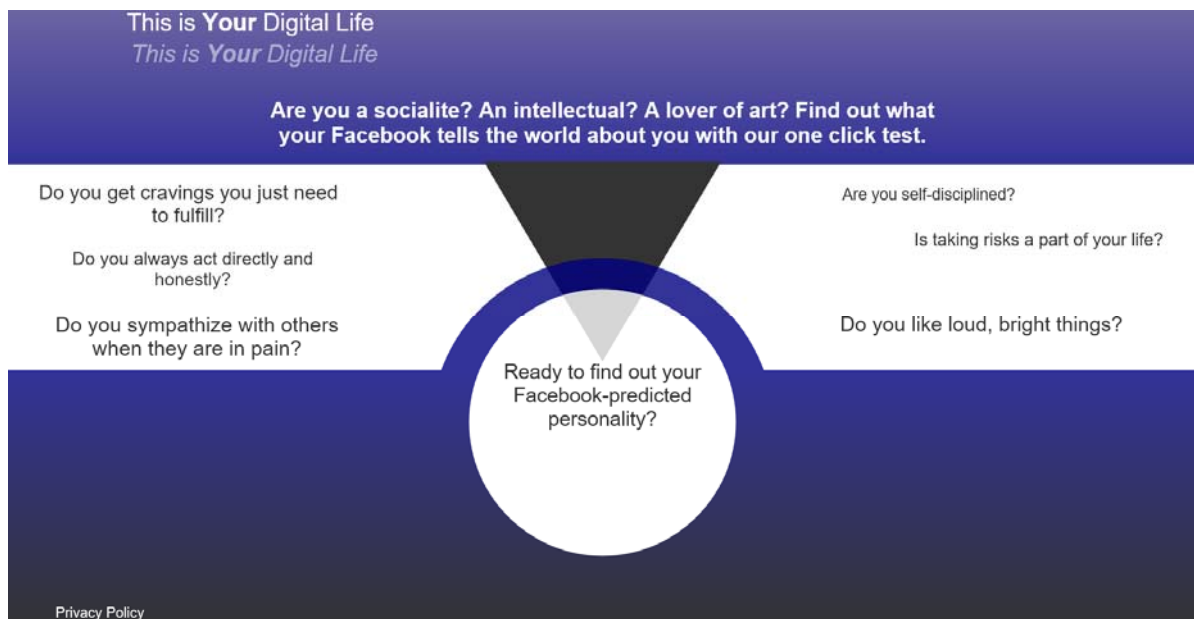 This is Your Digital Life
This is Your Digital Life
Are you a socialite? An intellectual? A lover of art? Find out what
your Facebook tells the world about you with our one click test.
Do you get cravings you just need
to fulfill?
Do you always act directly and
honestly?
Do you sympathize with others
when they are in pain?
Are you self-disciplined?
Is taking risks a part of your life?
Do you like loud, bright things?
Ready to find out your
Facebook-predicted
personality?
Privacy Policy